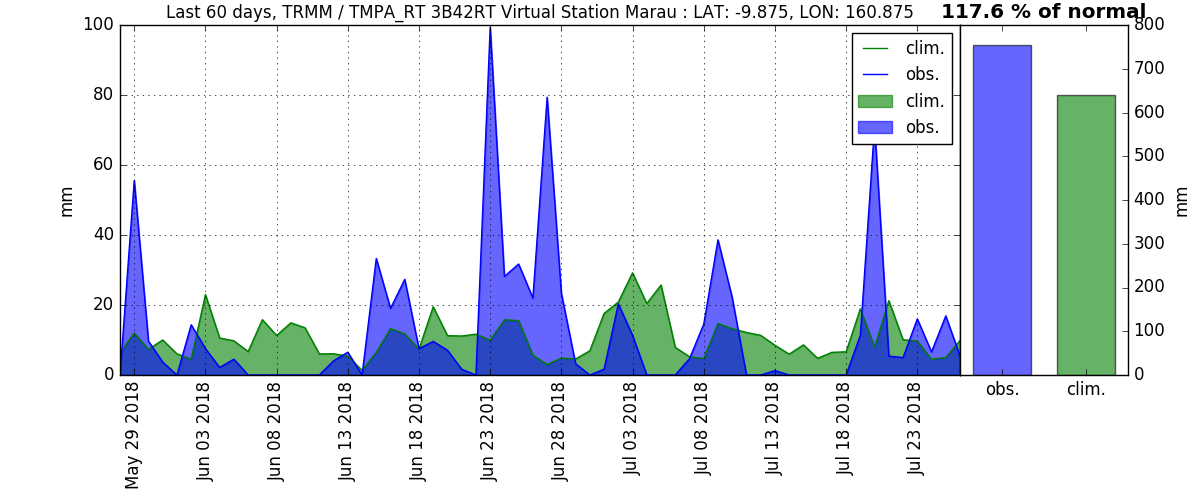 Last 60 days, TRMM / TMPA_RT 3B42RT Virtual Station Marau : LAT: -9.875, LON: 160.875
117.6 % of normal
100
80
60
40
20
0
mm
clim.
obs.
clim.
obs.
May 29 2018
Jun 03 2018
Jun 08 2018
Jun 13 2018
Jun 18 2018
Jun 23 2018
Jun 28 2018
Jul 03 2018
Jul 08 2018
Jul 13 2018
Jul 18 2018
Jul 23 2018
800
700
600
500
400
300
200
100
0
mm
obs.
clim.